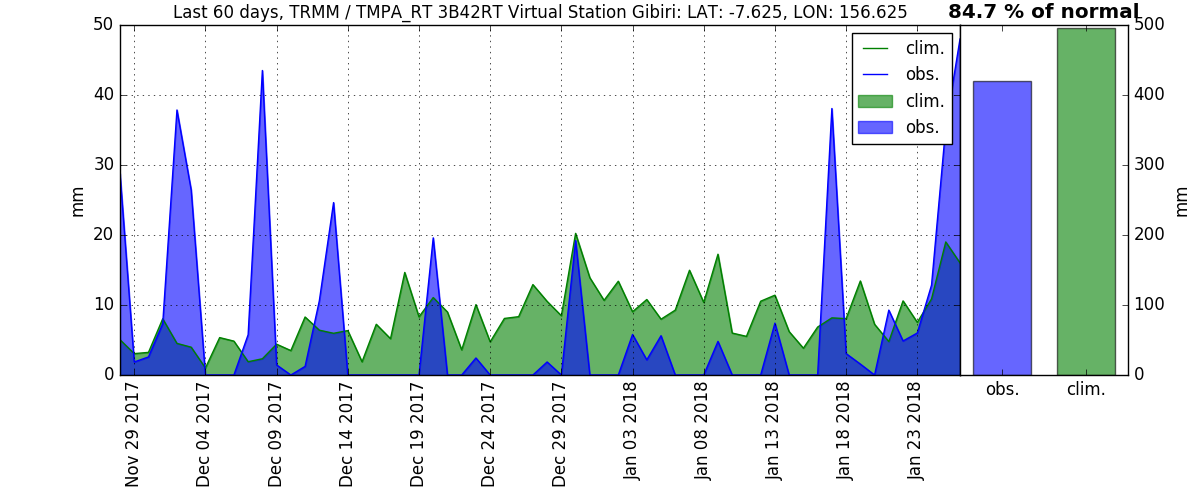 Last 60 days, TRMM / TMPA_RT 3B42RT Virtual Station Gibiri: LAT: -7.625, LON: 156.625
84.7 % of normal
50
40
30
20
10
0
mm
clim.
obs.
clim.
obs.
500
400
300
200
100
0
mm
obs.
clim.
Nov 29 2017
Dec 04 2017
Dec 09 2017
Dec 14 2017
Dec 19 2017
Dec 24 2017
Dec 29 2017
Jan 03 2018
Jan 08 2018
Jan 13 2018
Jan 18 2018
Jan 23 2018